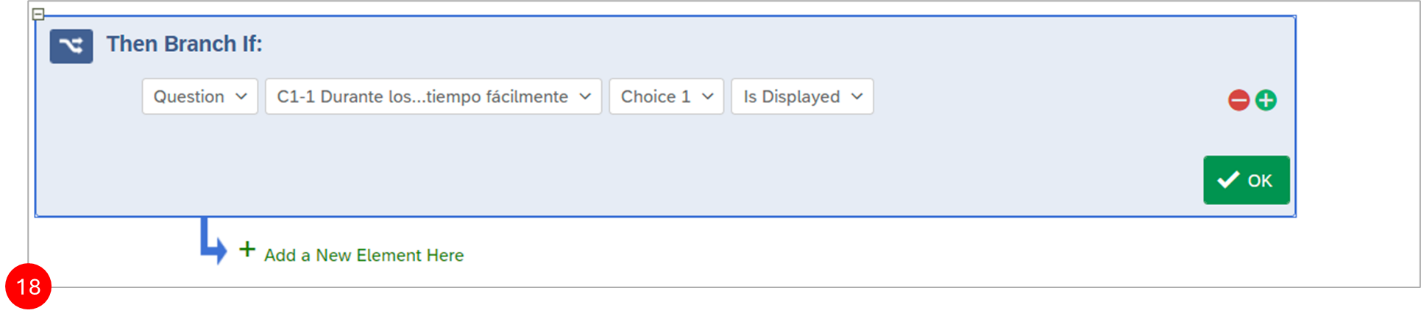 Then Branch If:
Question C1-1 Durante los...tiempo fácilmente Choice 1 Is Displayed
OK
+ Add a New Element Here
18